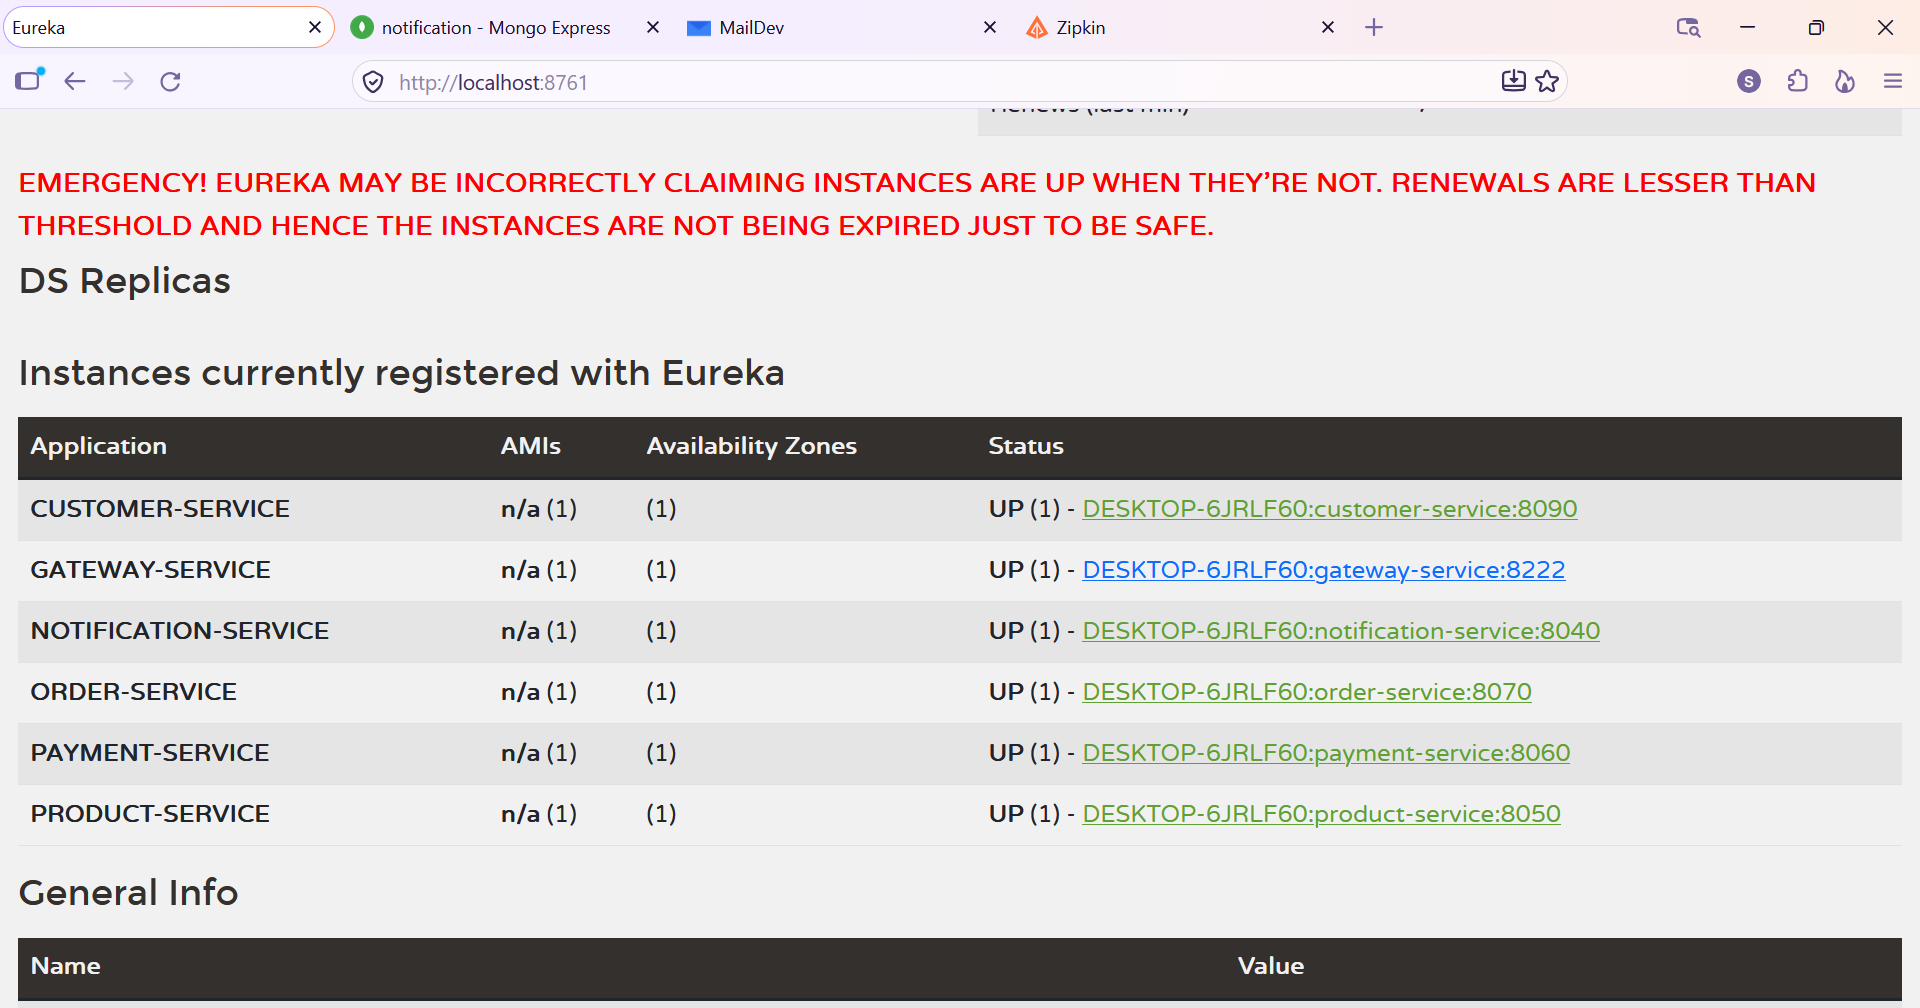 Eureka
notification - Mongo Express
MailDev
Zipkin
http://localhost:8761
S
EMERGENCY! EUREKA MAY BE INCORRECTLY CLAIMING INSTANCES ARE UP WHEN THEY’RE NOT. RENEWALS ARE LESSER THAN
THRESHOLD AND HENCE THE INSTANCES ARE NOT BEING EXPIRED JUST TO BE SAFE.
DS Replicas
Instances currently registered with Eureka
Application AMIs Availability Zones Status
CUSTOMER-SERVICE n/a (1) (1) UP (1) - DESKTOP-6JRLF60:customer-service:8090
GATEWAY-SERVICE n/a (1) (1) UP (1) - DESKTOP-6JRLF60:gateway-service:8222
NOTIFICATION-SERVICE n/a (1) (1) UP (1) - DESKTOP-6JRLF60:notification-service:8040
ORDER-SERVICE n/a (1) (1) UP (1) - DESKTOP-6JRLF60:order-service:8070
PAYMENT-SERVICE n/a (1) (1) UP (1) - DESKTOP-6JRLF60:payment-service:8060
PRODUCT-SERVICE n/a (1) (1) UP (1) - DESKTOP-6JRLF60:product-service:8050
General Info
Name Value